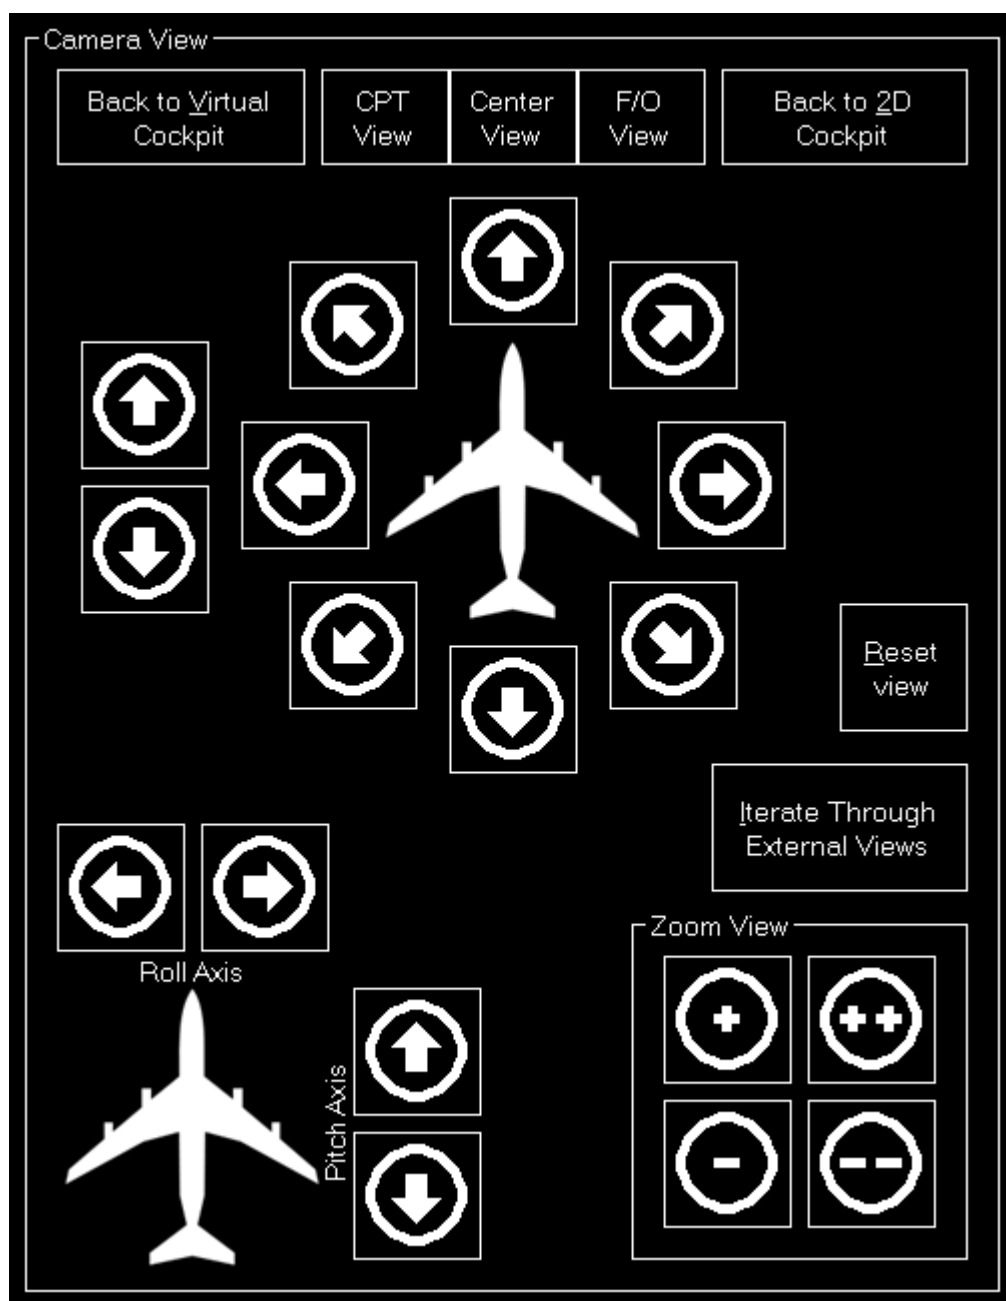 Camera View
Back to Virtual
Cockpit
CPT
View
Center
View
F/O
View
Back to 2D
Cockpit
Reset
view
Iterate Through
External Views
Roll Axis
Pitch Axis
Zoom View
+
++
-
--